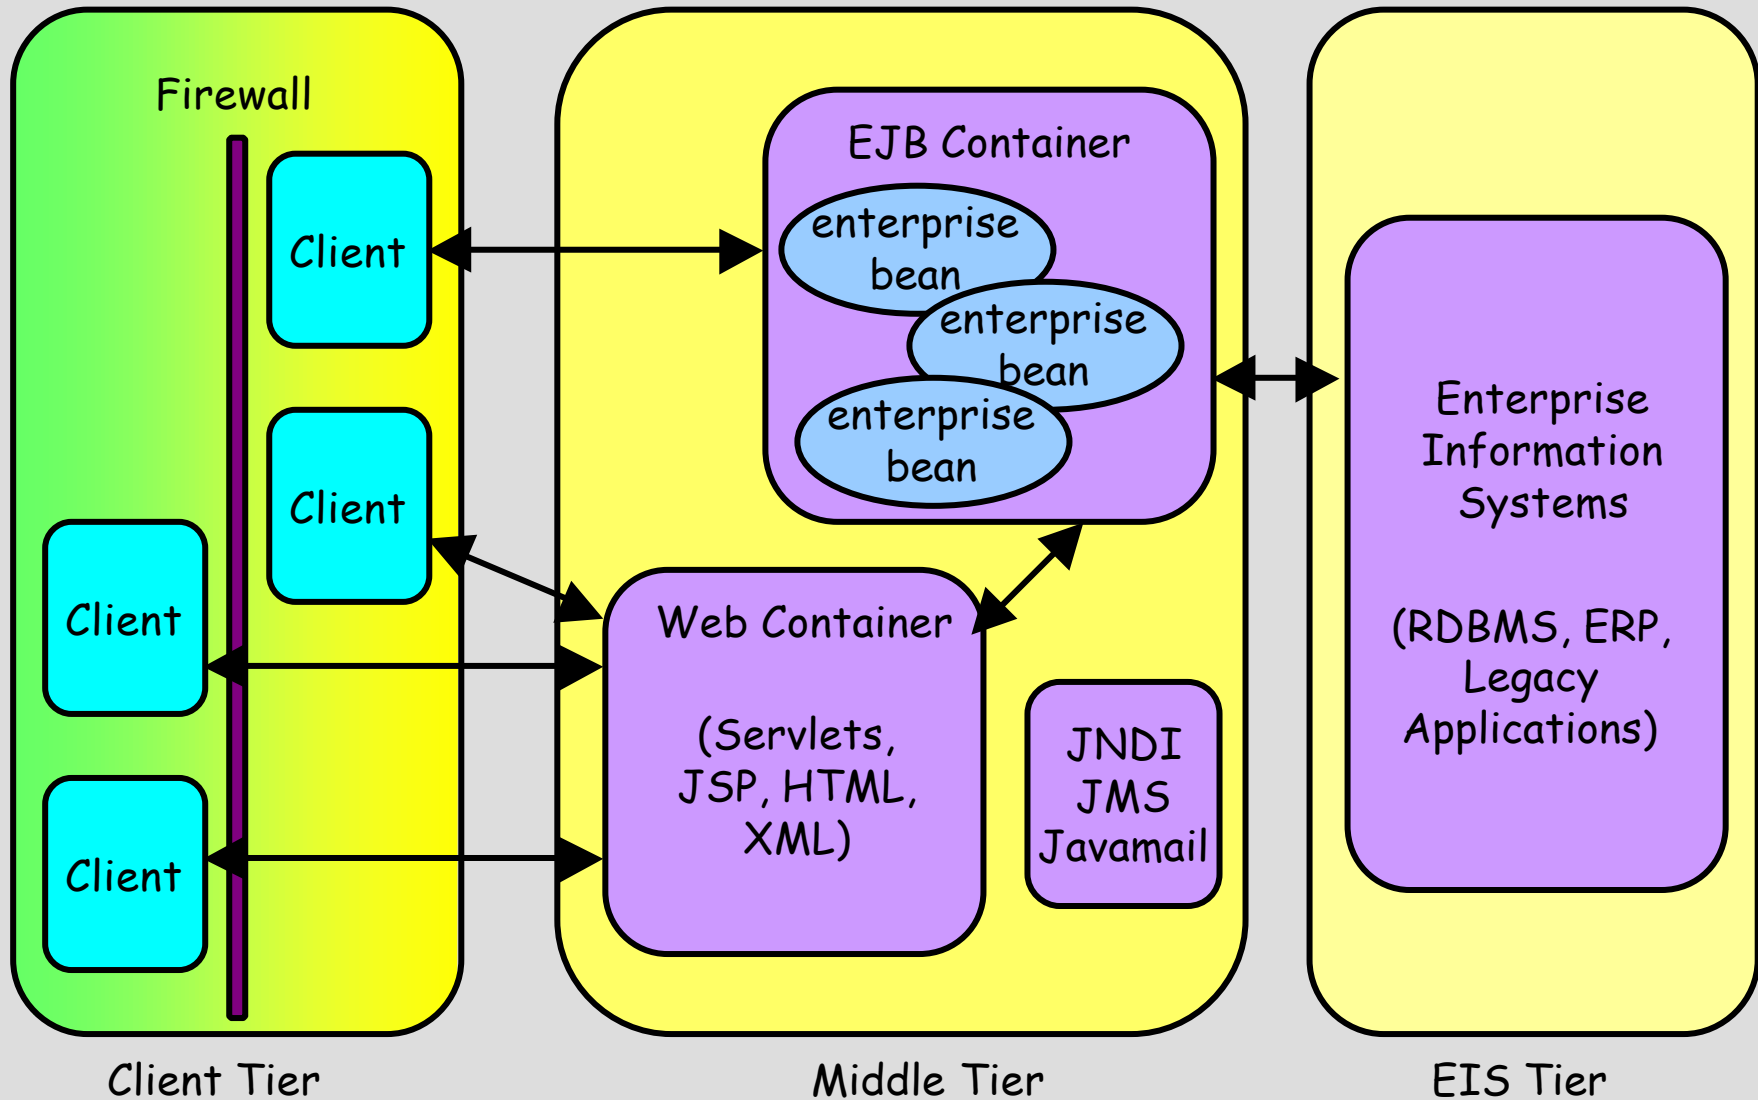 Firewall
Client
Client
Client
Client
Client Tier
EJB Container
enterprise
bean
enterprise
bean
enterprise
bean
Web Container
(Servlets,
JSP, HTML,
XML)
JNDI
JMS
Javamail
Middle Tier
Enterprise
Information
Systems
(RDBMS, ERP,
Legacy
Applications)
EIS Tier